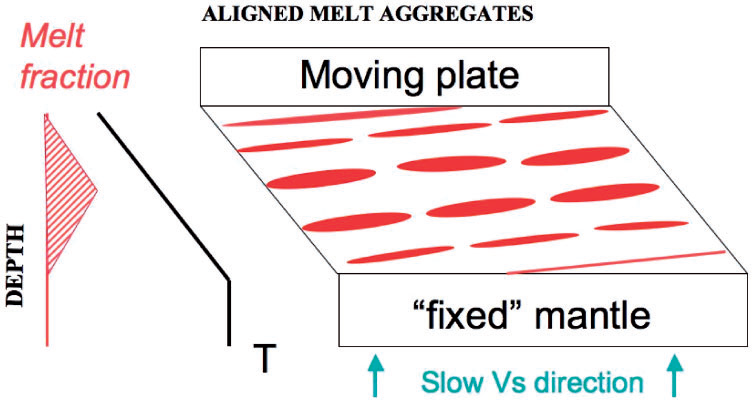 ALIGNED MELT AGGREGATES
Melt
fraction
Moving plate
DEPTH
T
“fixed” mantle
Slow Vs direction